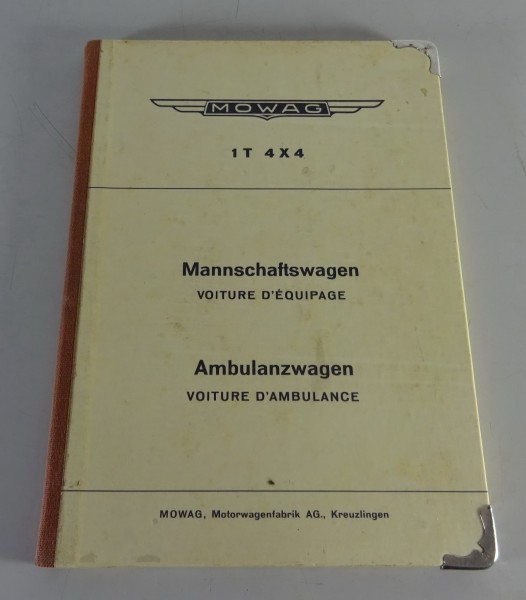 MOWAG
1T 4X4
Mannschaftswagen
VOITURE D'ÉQUIPAGE
Ambulanzwagen
VOITURE D'AMBULANCE
MOWAG, Motorwagenfabrik AG., Kreuzlingen